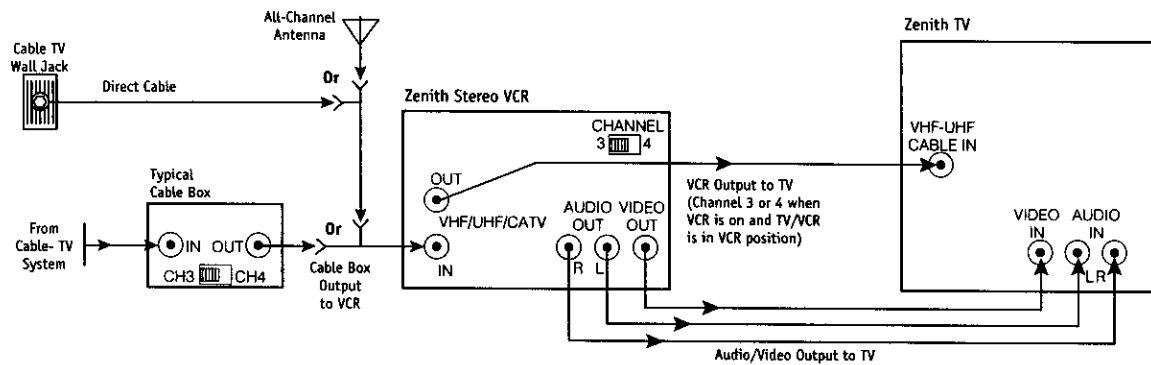 All-Channel
Antenna
Cable TV
Wall Jack
Direct Cable
Or
Zenith Stereo VCR
CHANNEL
3 4
OUT
VHF/UHF/CATV
IN
AUDIO
OUT
VIDEO
OUT
R L
Typical
Cable Box
From
Cable- TV
System
IN OUT
CH3 CH4
Or
Cable Box
Output
to VCR
VCR Output to TV
(Channel 3 or 4 when
VCR is on and TV/VCR
is in VCR position)
Zenith TV
VHF-UHF
CABLE IN
VIDEO
IN
AUDIO
IN
L R
Audio/Video Output to TV